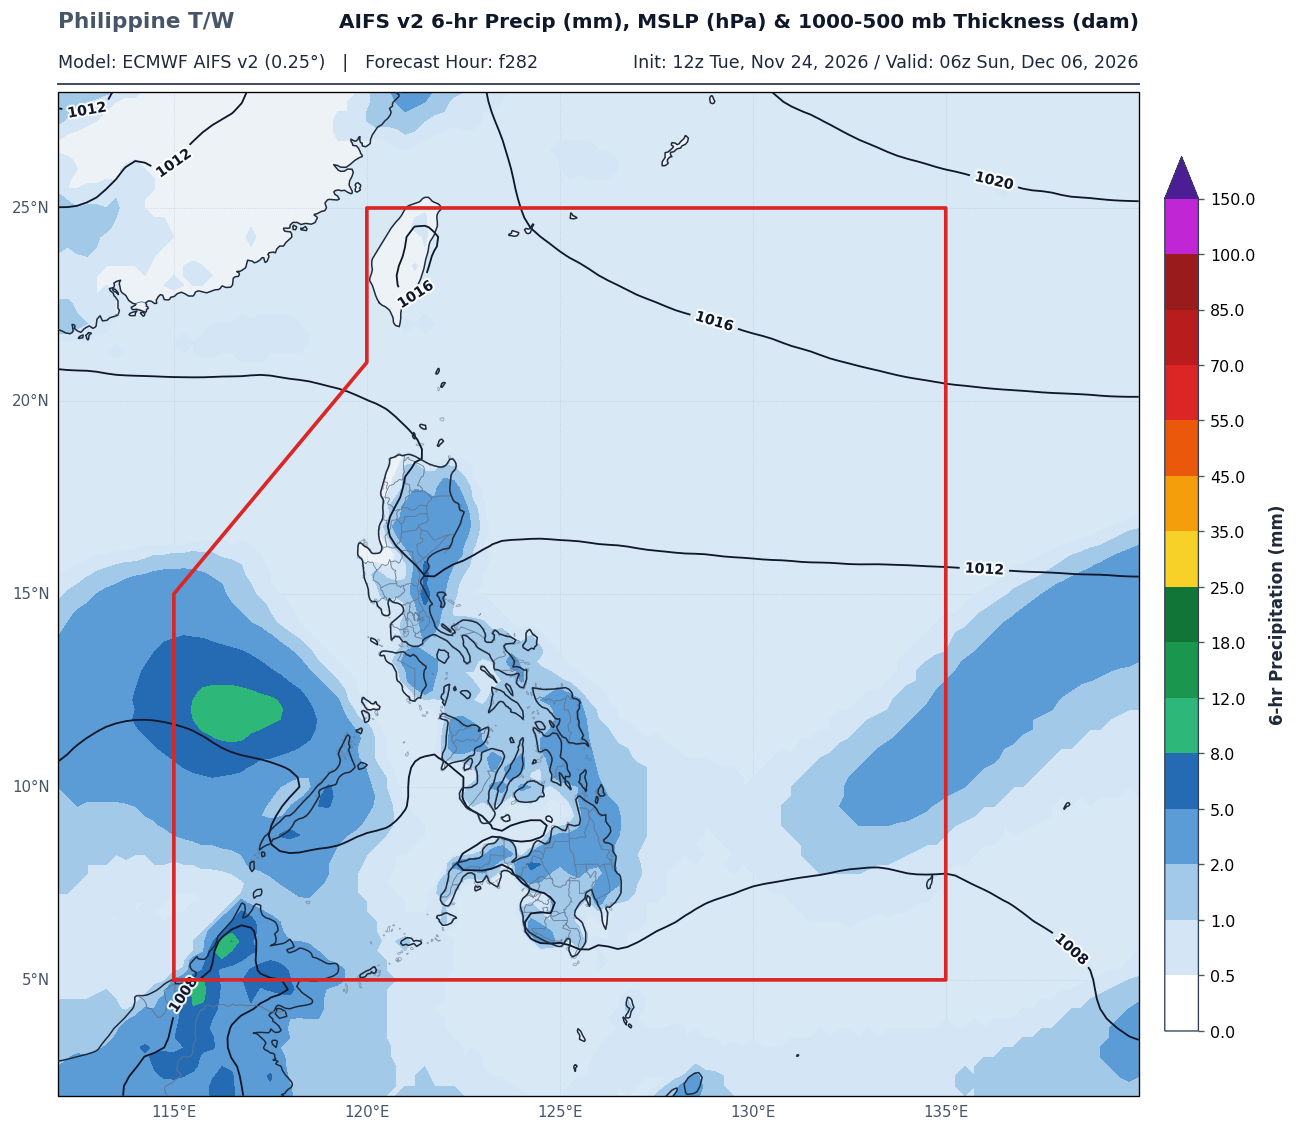 Philippine T/W
AIFS v2 6-hr Precip (mm), MSLP (hPa) & 1000-500 mb Thickness (dam)
Model: ECMWF AIFS v2 (0.25°)   |   Forecast Hour: f282
Init: 12z Tue, Nov 24, 2026 / Valid: 06z Sun, Dec 06, 2026
1012
1012
1020
1016
1016
1012
1008
1008
25°N
20°N
15°N
10°N
5°N
115°E
120°E
125°E
130°E
135°E
150.0
100.0
85.0
70.0
55.0
45.0
35.0
25.0
18.0
12.0
8.0
5.0
2.0
1.0
0.5
0.0
6-hr Precipitation (mm)